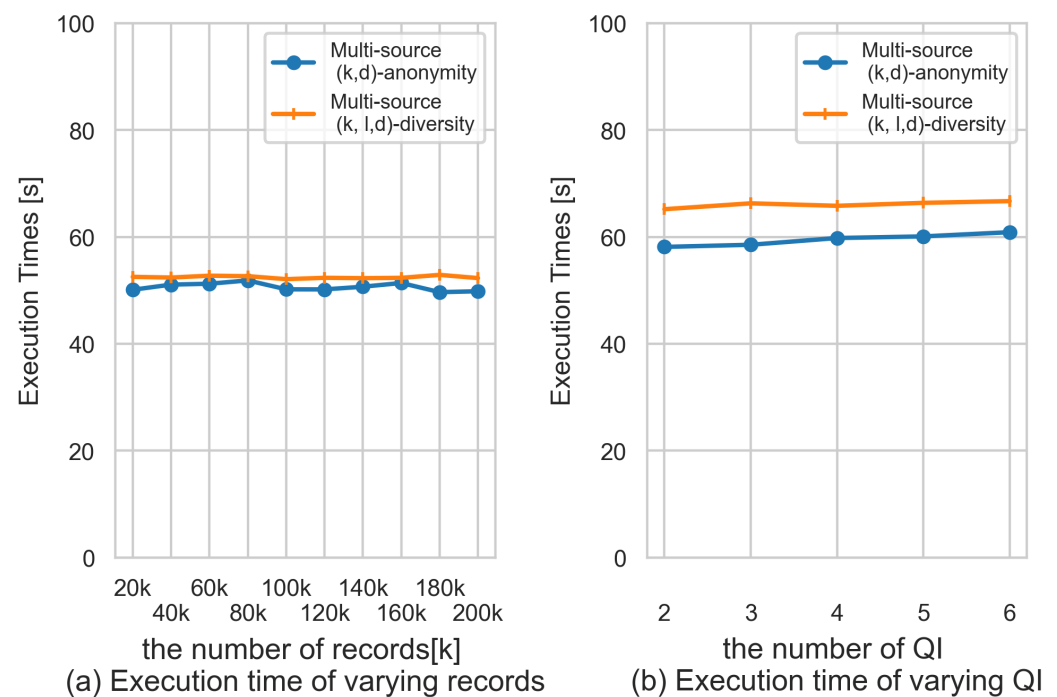 100
80
60
40
20
0
Execution Times [s]
Multi-source
(k,d)-anonymity
Multi-source
(k, l,d)-diversity
20k 60k 100k 140k 180k
40k 80k 120k 160k 200k
the number of records[k]
(a) Execution time of varying records
100
80
60
40
20
0
Execution Times [s]
Multi-source
(k,d)-anonymity
Multi-source
(k, l,d)-diversity
2 3 4 5 6
the number of QI
(b) Execution time of varying QI